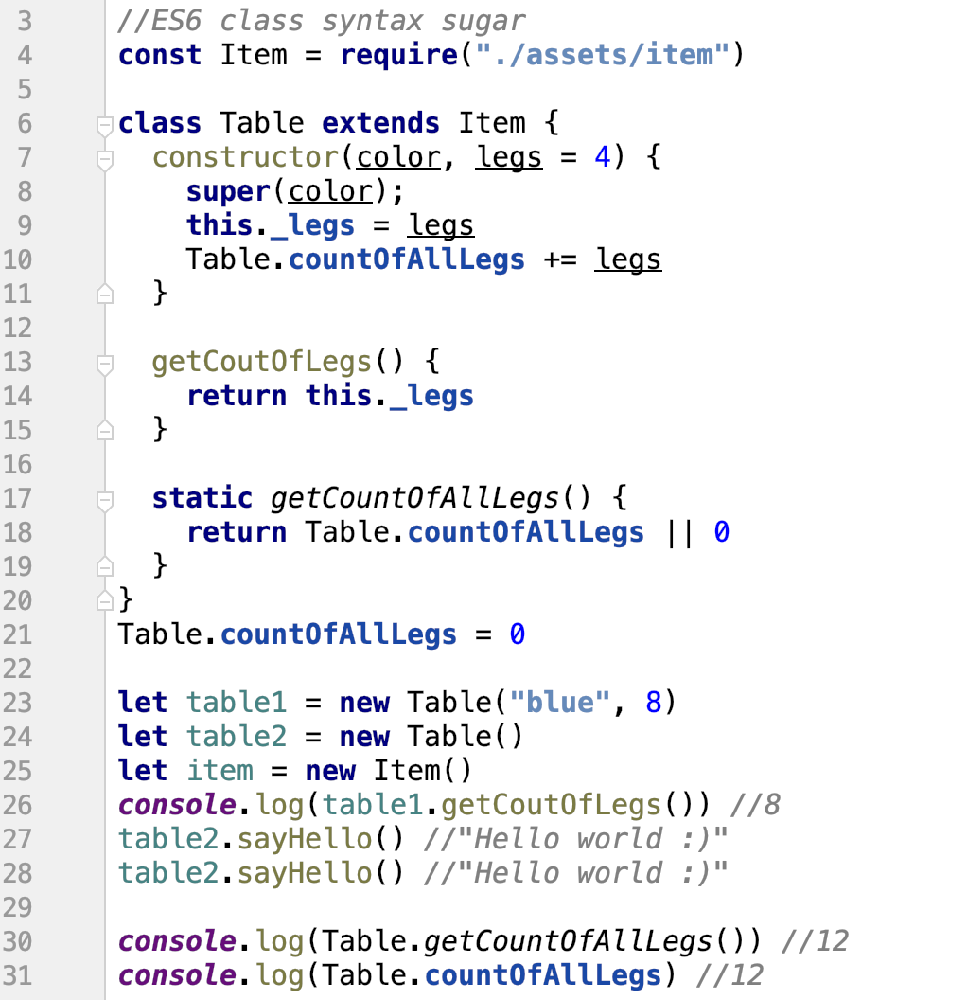 3 //ES6 class syntax sugar
4 const Item = require("./assets/item")
5
6 class Table extends Item {
7   constructor(color, legs = 4) {
8     super(color);
9     this._legs = legs
10     Table.countOfAllLegs += legs
11   }
12
13   getCoutOfLegs() {
14     return this._legs
15   }
16
17   static getCountOfAllLegs() {
18     return Table.countOfAllLegs || 0
19   }
20 }
21 Table.countOfAllLegs = 0
22
23 let table1 = new Table("blue", 8)
24 let table2 = new Table()
25 let item = new Item()
26 console.log(table1.getCoutOfLegs()) //8
27 table2.sayHello() //"Hello world :)"
28 table2.sayHello() //"Hello world :)"
29
30 console.log(Table.getCountOfAllLegs()) //12
31 console.log(Table.countOfAllLegs) //12